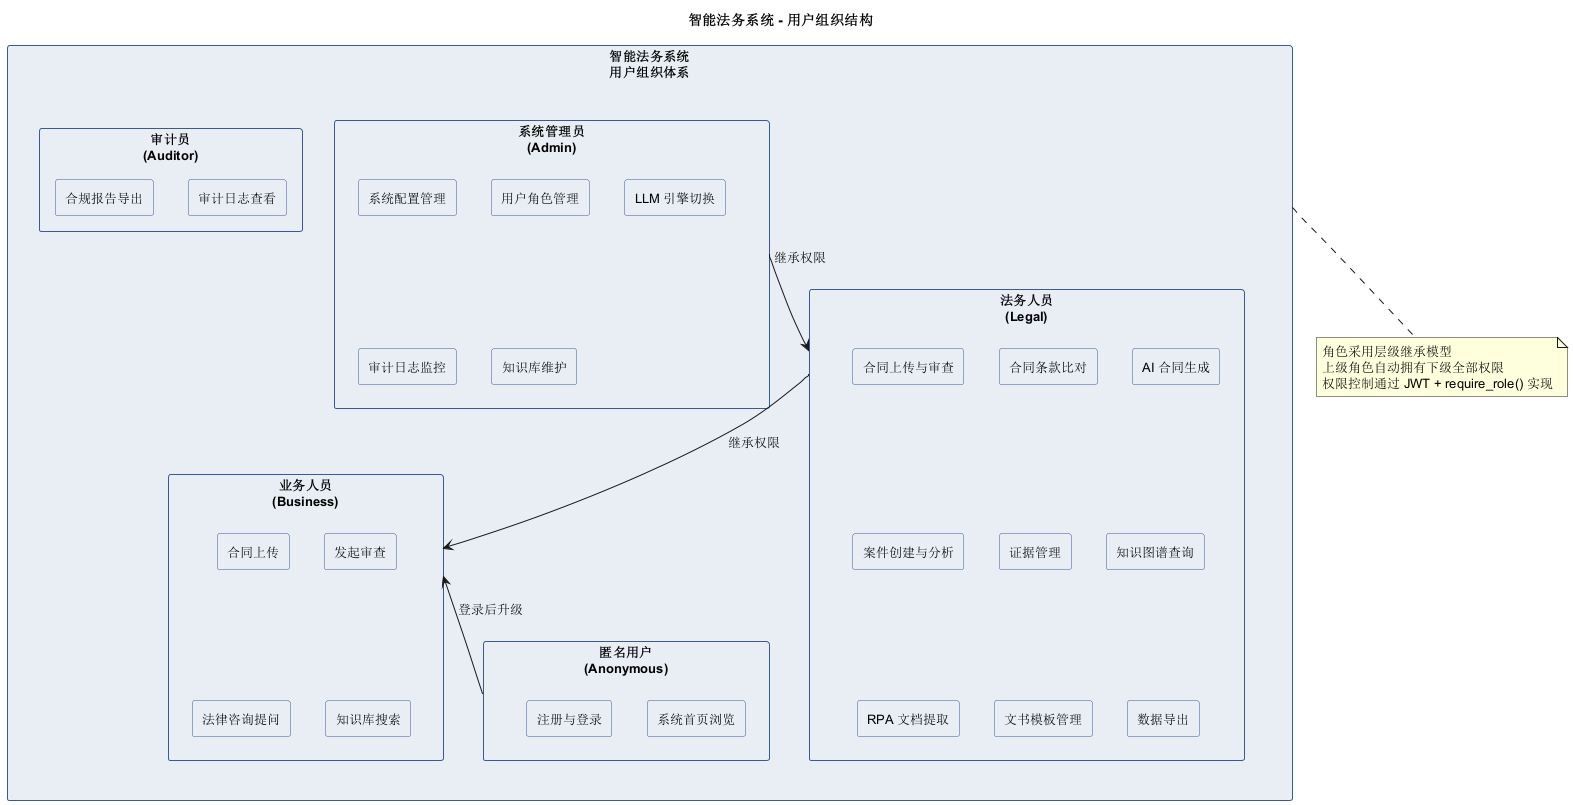 智能法务系统 - 用户组织结构
智能法务系统
用户组织体系
审计员
(Auditor)
合规报告导出
审计日志查看
系统管理员
(Admin)
系统配置管理
用户角色管理
LLM 引擎切换
审计日志监控
知识库维护
继承权限
法务人员
(Legal)
合同上传与审查
合同条款比对
AI 合同生成
案件创建与分析
证据管理
知识图谱查询
RPA 文档提取
文书模板管理
数据导出
角色采用层级继承模型
上级角色自动拥有下级全部权限
权限控制通过 JWT + require_role() 实现
继承权限
业务人员
(Business)
合同上传
发起审查
法律咨询提问
知识库搜索
登录后升级
匿名用户
(Anonymous)
注册与登录
系统首页浏览